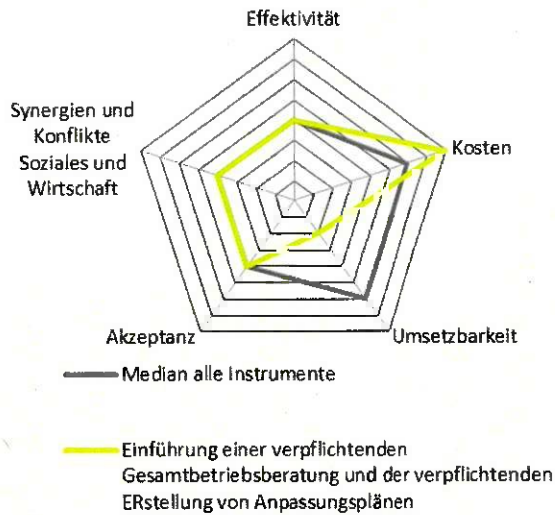 Effektivität
Synergien und
Konflikte
Soziales und
Wirtschaft
Kosten
Akzeptanz
Umsetzbarkeit
Median alle Instrumente
Einführung einer verpflichtenden
Gesamtbetriebsberatung und der verpflichtenden
ERstellung von Anpassungsplänen